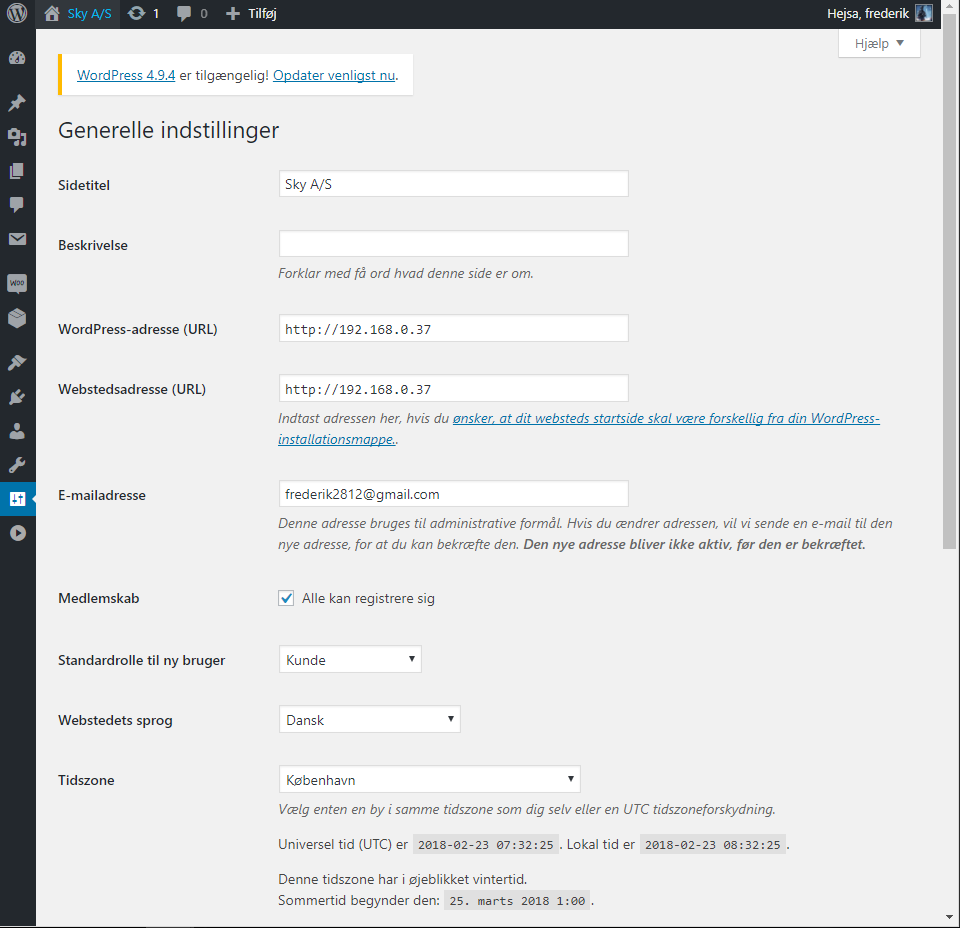 Sky A/S 1 0 Tilføj Hejsa, frederik
Hjælp ▼
WordPress 4.9.4 er tilgængelig! Opdater venligst nu.
Generelle indstillinger
Sidetitel Sky A/S
Beskrivelse
Forklar med få ord hvad denne side er om.
WordPress-adresse (URL) http://192.168.0.37
Webstedsadresse (URL) http://192.168.0.37
Indtast adressen her, hvis du ønsker, at dit websteds startside skal være forskellig fra din WordPress-
installationsmappe..
E-mailadresse frederik2812@gmail.com
Denne adresse bruges til administrative formål. Hvis du ændrer adressen, vil vi sende en e-mail til den
nye adresse, for at du kan bekræfte den. Den nye adresse bliver ikke aktiv, før den er bekræftet.
Medlemskab Alle kan registrere sig
Standardrolle til ny bruger Kunde
Webstedets sprog Dansk
Tidszone København
Vælg enten en by i samme tidszone som dig selv eller en UTC tidszoneforskydning.
Universel tid (UTC) er 2018-02-23 07:32:25. Lokal tid er 2018-02-23 08:32:25.
Denne tidszone har i øjeblikket vintertid.
Sommertid begynder den: 25. marts 2018 1:00.